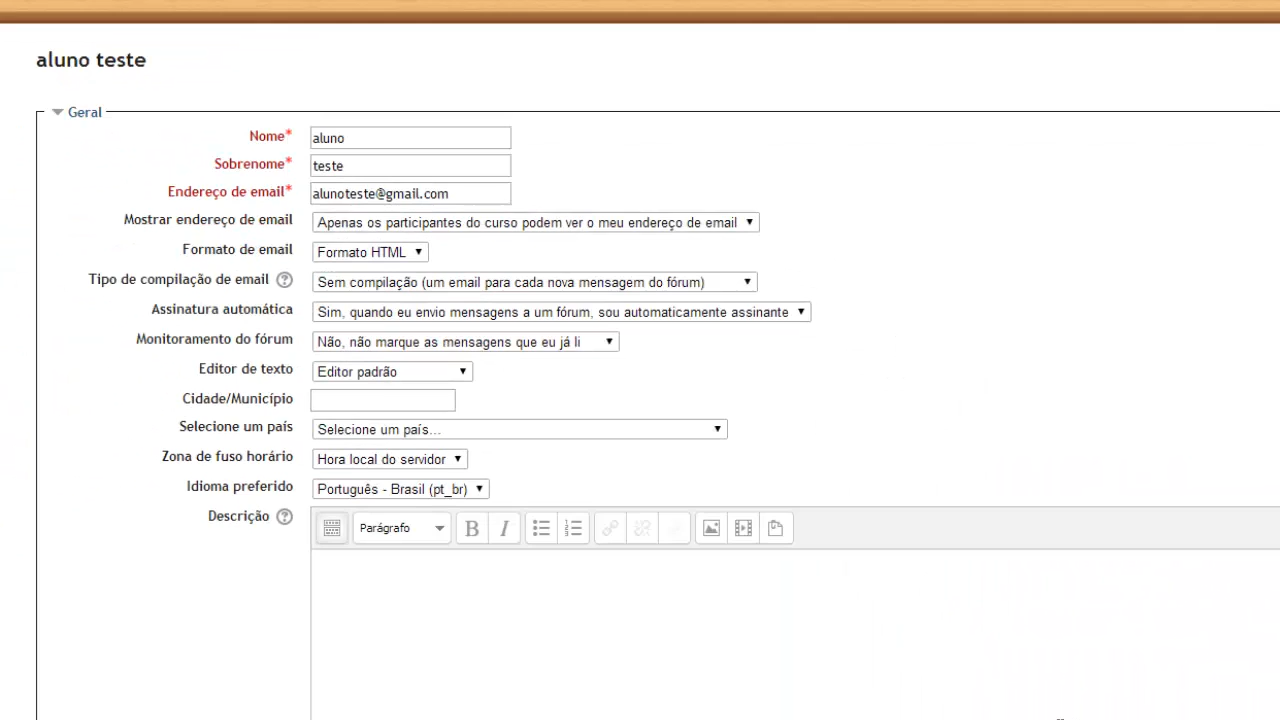 aluno teste
Geral
Nome* aluno
Sobrenome* teste
Endereço de email* alunoteste@gmail.com
Mostrar endereço de email Apenas os participantes do curso podem ver o meu endereço de email
Formato de email Formato HTML
Tipo de compilação de email ? Sem compilação (um email para cada nova mensagem do fórum)
Assinatura automática Sim, quando eu envio mensagens a um fórum, sou automaticamente assinante
Monitoramento do fórum Não, não marque as mensagens que eu já li
Editor de texto Editor padrão
Cidade/Município
Selecione um país Selecione um país...
Zona de fuso horário Hora local do servidor
Idioma preferido Português - Brasil (pt_br)
Descrição ? Parágrafo B I